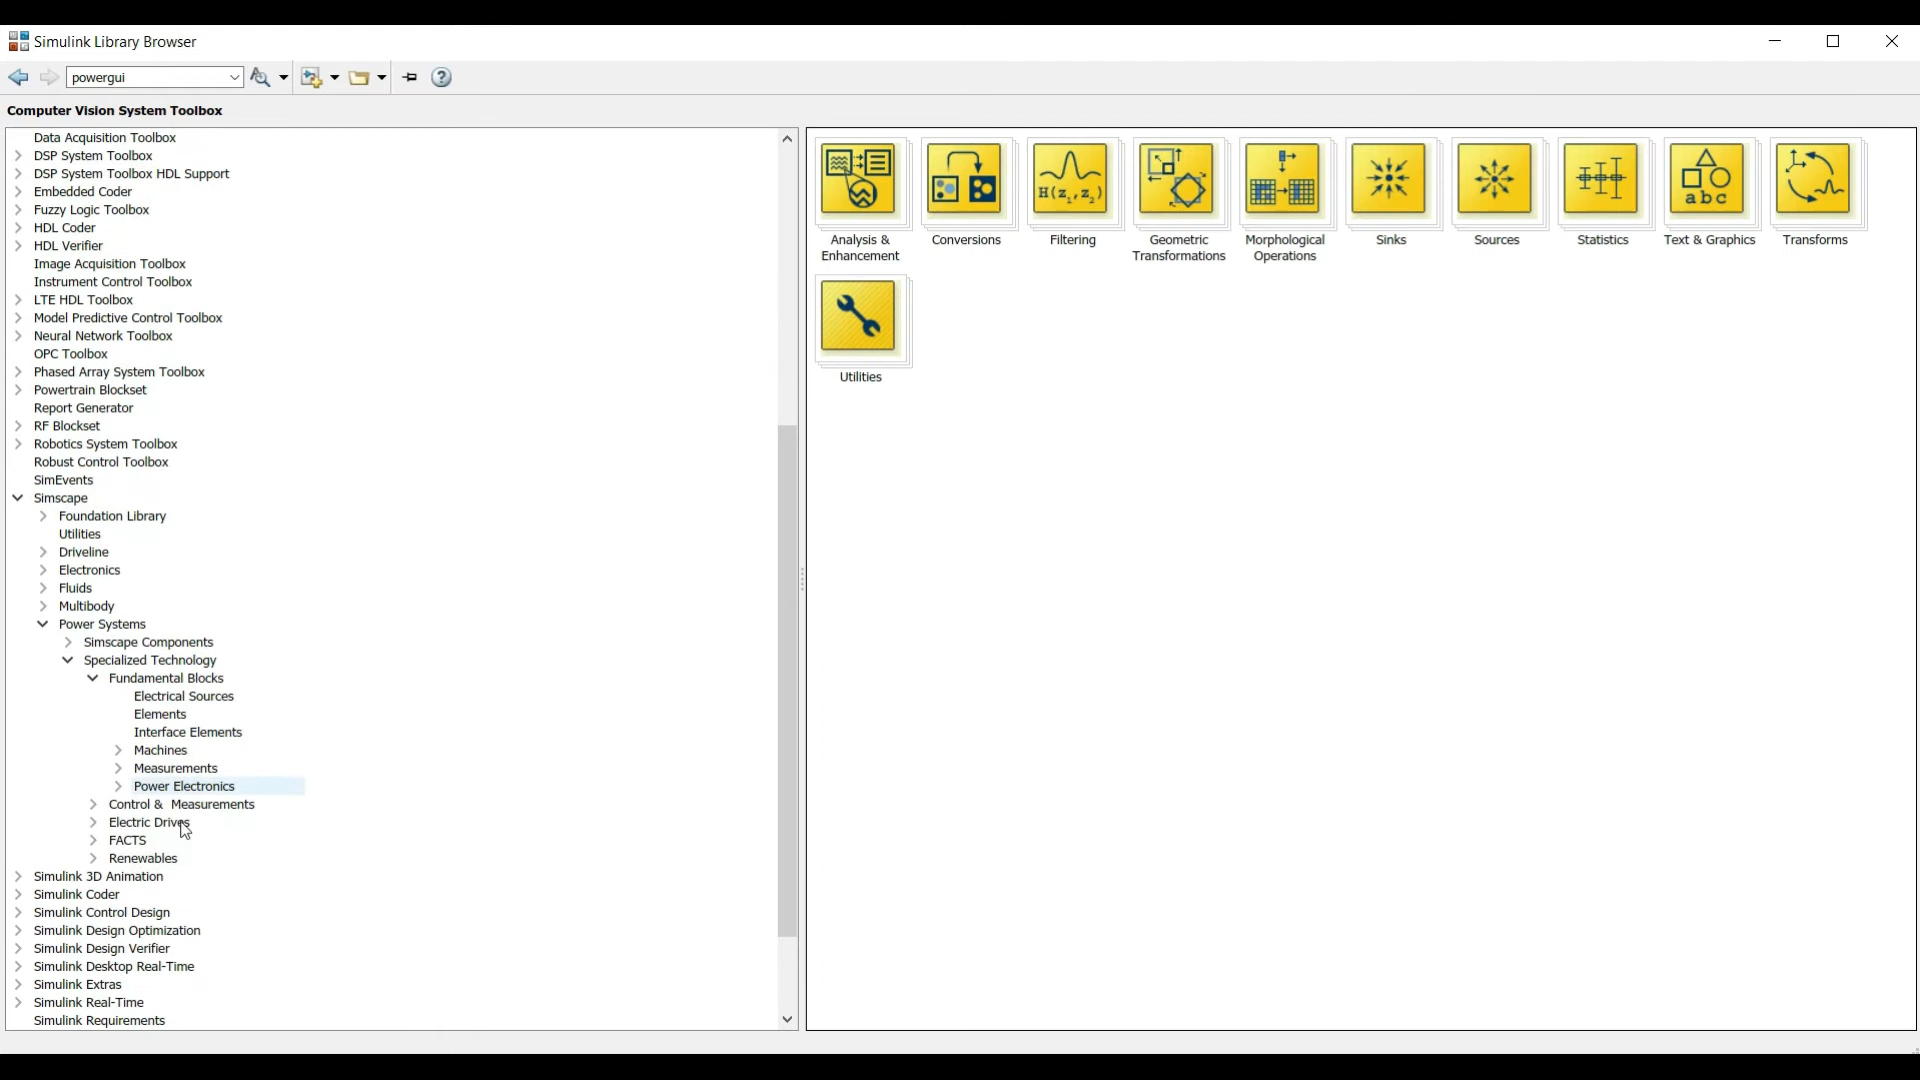 Simulink Library Browser
powergui
Computer Vision System Toolbox
Data Acquisition Toolbox
DSP System Toolbox
DSP System Toolbox HDL Support
Embedded Coder
Fuzzy Logic Toolbox
HDL Coder
HDL Verifier
Image Acquisition Toolbox
Instrument Control Toolbox
LTE HDL Toolbox
Model Predictive Control Toolbox
Neural Network Toolbox
OPC Toolbox
Phased Array System Toolbox
Powertrain Blockset
Report Generator
RF Blockset
Robotics System Toolbox
Robust Control Toolbox
SimEvents
Simscape
Foundation Library
Utilities
Driveline
Electronics
Fluids
Multibody
Power Systems
Simscape Components
Specialized Technology
Fundamental Blocks
Electrical Sources
Elements
Interface Elements
Machines
Measurements
Power Electronics
Control & Measurements
Electric Drives
FACTS
Renewables
Simulink 3D Animation
Simulink Coder
Simulink Control Design
Simulink Design Optimization
Simulink Design Verifier
Simulink Desktop Real-Time
Simulink Extras
Simulink Real-Time
Simulink Requirements
H(z₁,z₂)
abc
Analysis &
Enhancement
Conversions
Filtering
Geometric
Transformations
Morphological
Operations
Sinks
Sources
Statistics
Text & Graphics
Transforms
Utilities